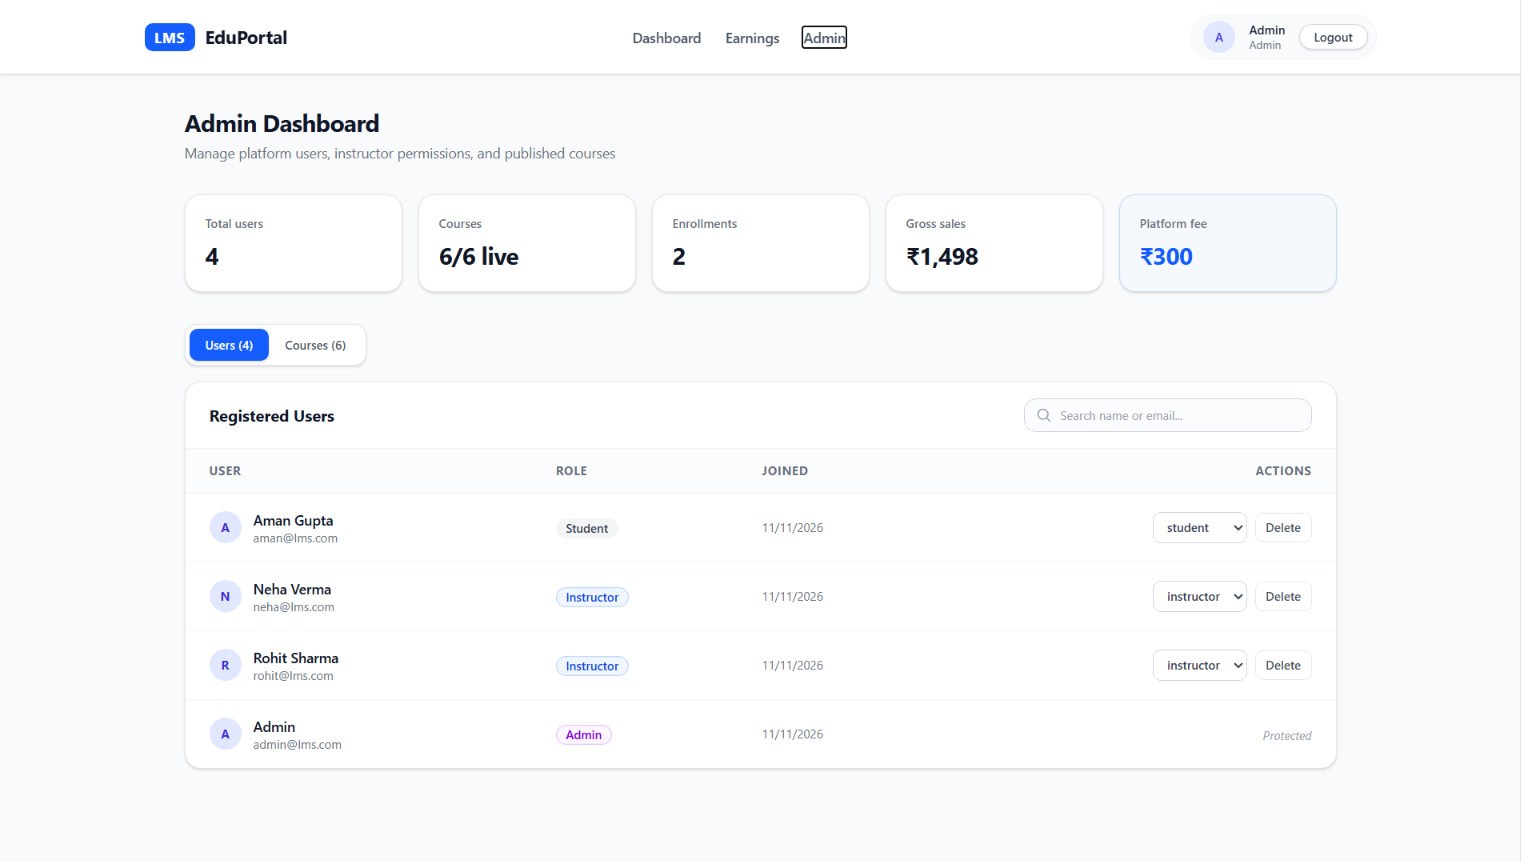 LMS EduPortal Dashboard Earnings Admin A Admin Logout
Admin
Admin Dashboard
Manage platform users, instructor permissions, and published courses
Total users Courses Enrollments Gross sales Platform fee
4 6/6 live 2 ₹1,498 ₹300
Users (4) Courses (6)
Registered Users Search name or email...
USER ROLE JOINED ACTIONS
A Aman Gupta Student 11/11/2026 student Delete
aman@lms.com
N Neha Verma Instructor 11/11/2026 instructor Delete
neha@lms.com
R Rohit Sharma Instructor 11/11/2026 instructor Delete
rohit@lms.com
A Admin Admin 11/11/2026 Protected
admin@lms.com